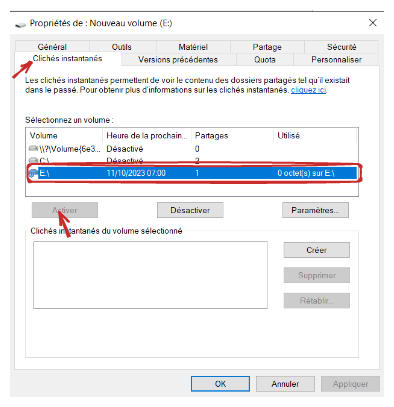 Propriétés de : Nouveau volume (E:)
Général Outils Matériel Partage Sécurité
Clichés instantanés Versions précédentes Quota Personnaliser
Les clichés instantanés permettent de voir le contenu des dossiers partagés tel qu'il existait
dans le passé. Pour obtenir plus d'informations sur les clichés instantanés, cliquez ici.
Sélectionnez un volume :
Volume Heure de la prochain... Partages Utilisé
\\?\Volume{6e3... Désactivé 0
C:\ Désactivé 2
E:\ 11/10/2023 07:00 1 0 octet(s) sur E:\
Activer Désactiver Paramètres...
Clichés instantanés du volume sélectionné
Créer
Supprimer
Rétablir...
OK Annuler Appliquer